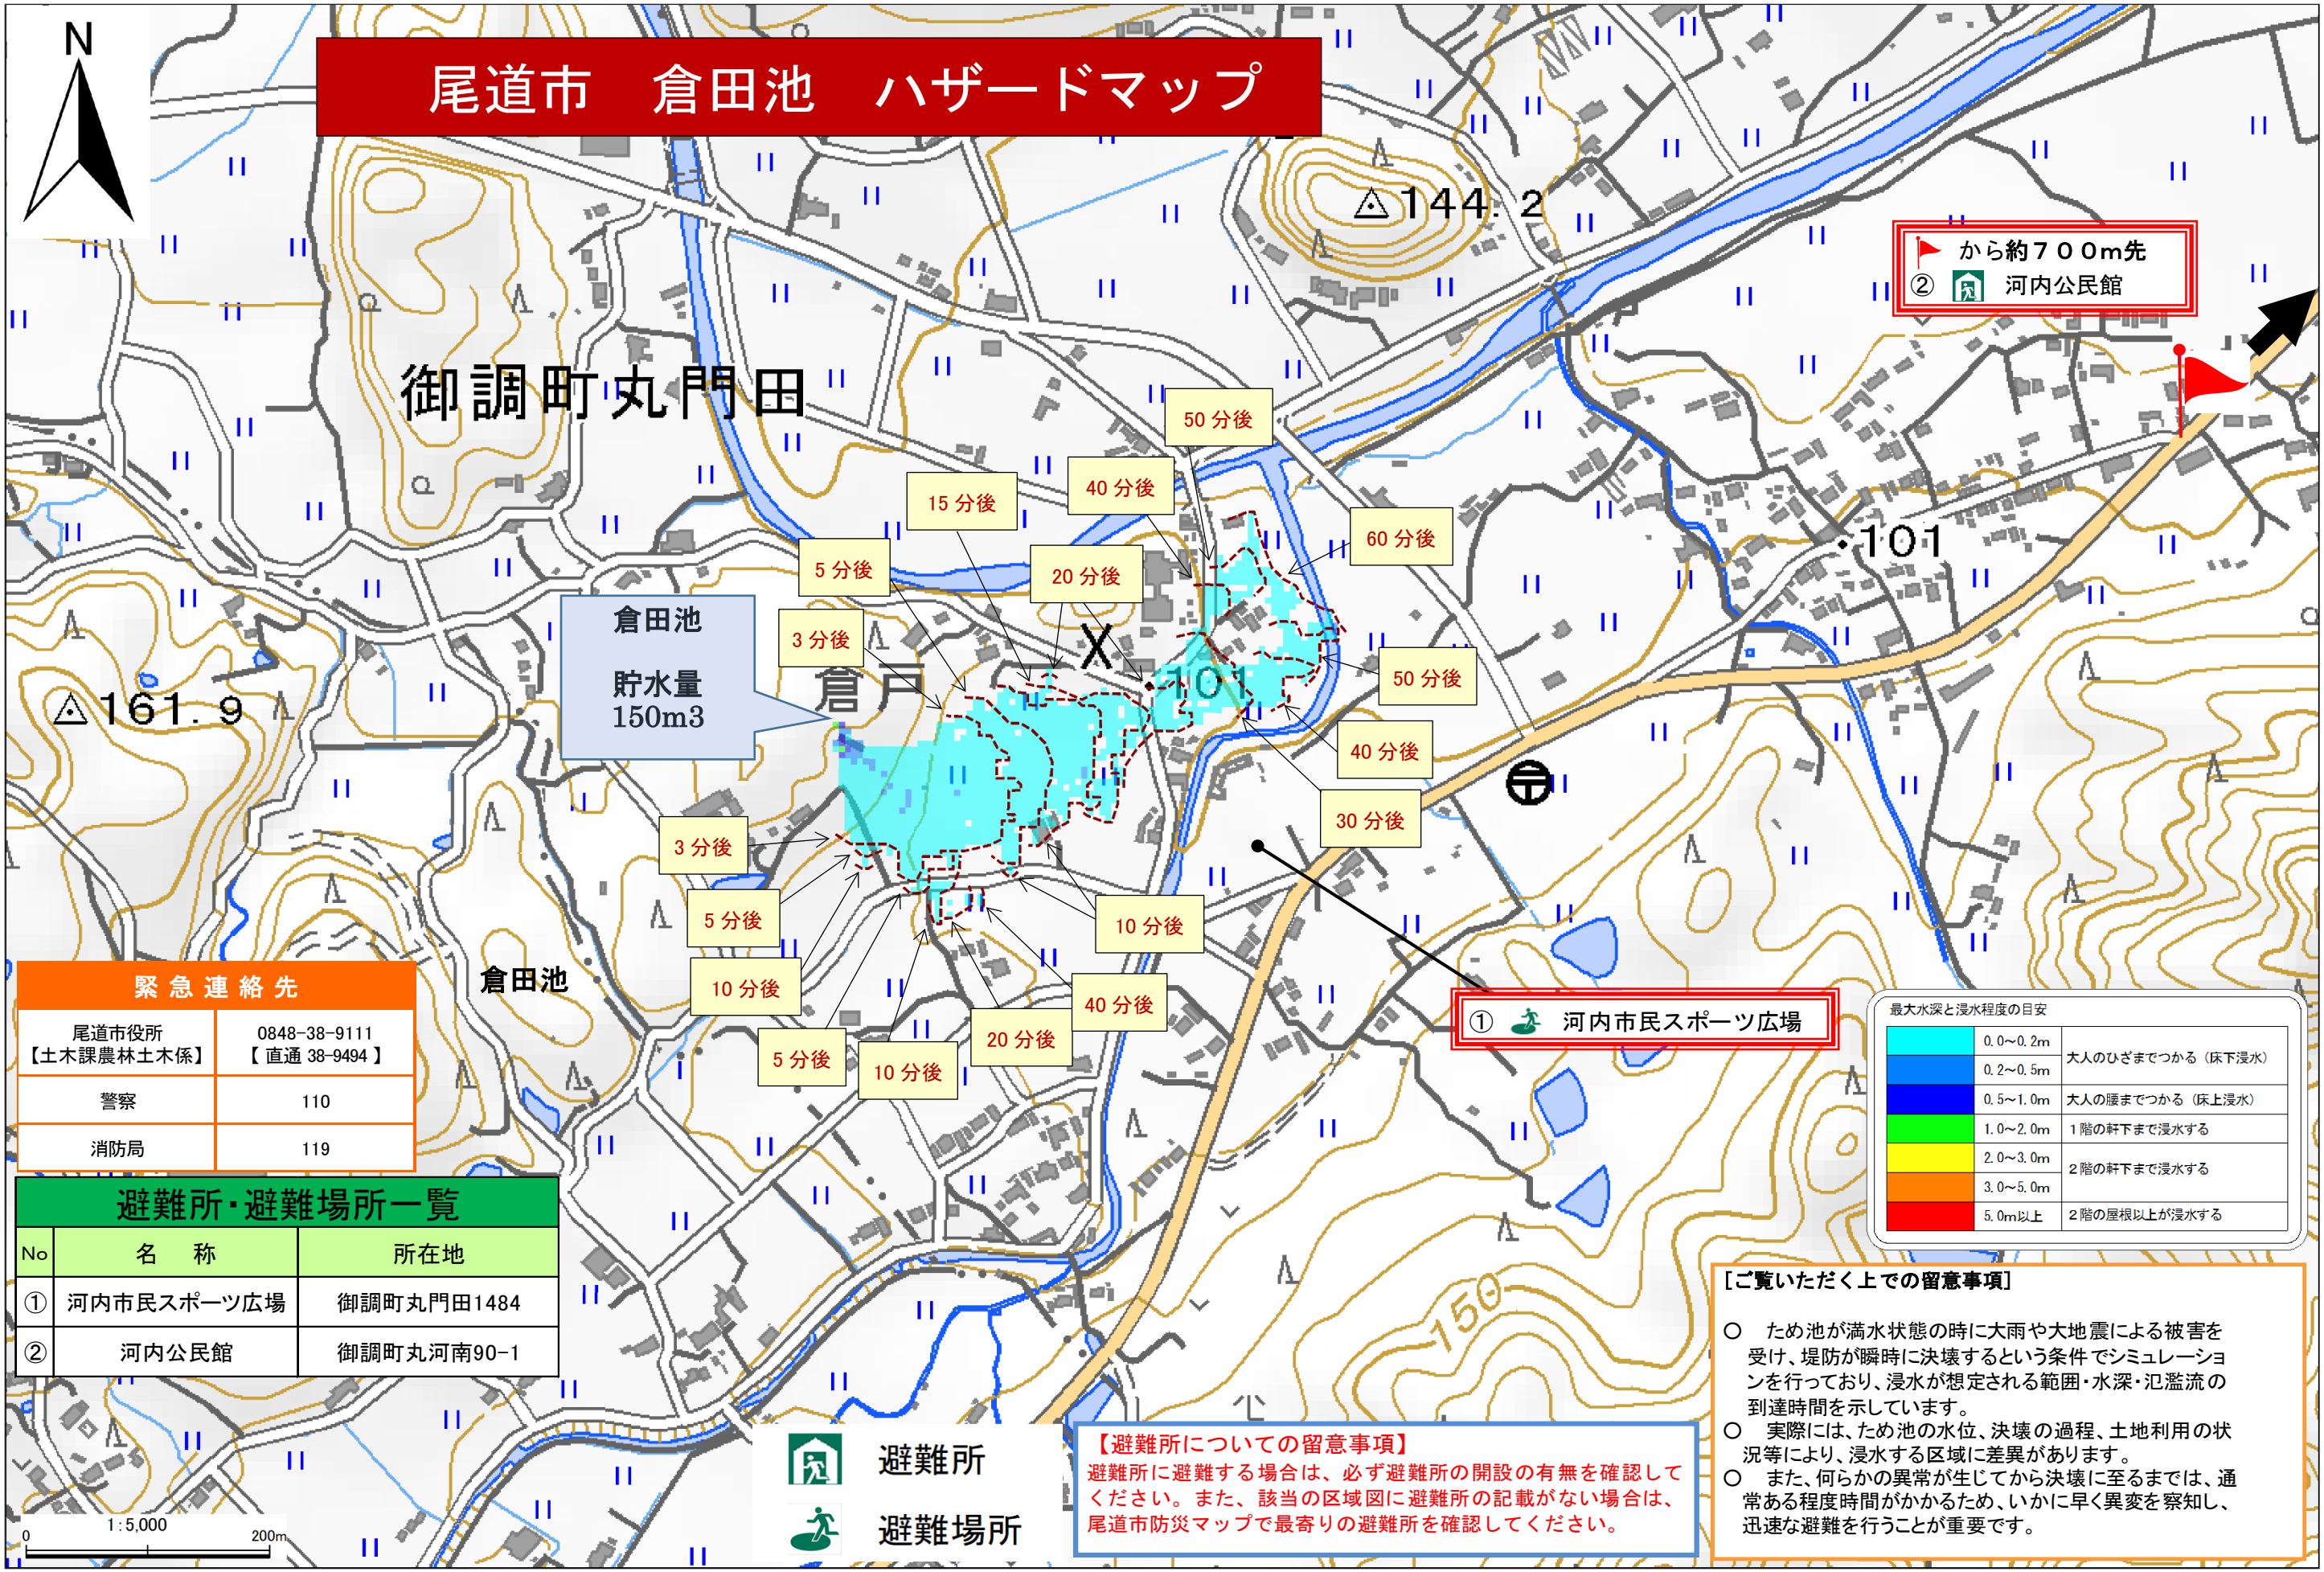 N
尾道市　倉田池　ハザードマップ
144.2
から約700m先
② 河内公民館
御調町丸門田
50 分後
40 分後
15 分後
60 分後
5 分後
20 分後
3 分後
倉田池
貯水量
150m3
倉戸
X
101
101
50 分後
161.9
40 分後
30 分後
3 分後
5 分後
10 分後
10 分後
40 分後
20 分後
5 分後
10 分後
倉田池
① 河内市民スポーツ広場
緊急連絡先
尾道市役所
【土木課農林土木係】
0848-38-9111
【 直通 38-9494 】
警察 110
消防局 119
避難所・避難場所一覧
No 名　称 所在地
① 河内市民スポーツ広場 御調町丸門田1484
② 河内公民館 御調町丸河南90-1
最大水深と浸水程度の目安
0.0～0.2m
大人のひざまでつかる（床下浸水）
0.2～0.5m
0.5～1.0m 大人の腰までつかる（床上浸水）
1.0～2.0m 1階の軒下まで浸水する
2.0～3.0m
2階の軒下まで浸水する
3.0～5.0m
5.0m以上 2階の屋根以上が浸水する
150
[ご覧いただく上での留意事項]
○　ため池が満水状態の時に大雨や大地震による被害を
受け、堤防が瞬時に決壊するという条件でシミュレーショ
ンを行っており、浸水が想定される範囲・水深・氾濫流の
到達時間を示しています。
○　実際には、ため池の水位、決壊の過程、土地利用の状
況等により、浸水する区域に差異があります。
○　また、何らかの異常が生じてから決壊に至るまでは、通
常ある程度時間がかかるため、いかに早く異変を察知し、
迅速な避難を行うことが重要です。
避難所
避難場所
【避難所についての留意事項】
避難所に避難する場合は、必ず避難所の開設の有無を確認して
ください。また、該当の区域図に避難所の記載がない場合は、
尾道市防災マップで最寄りの避難所を確認してください。
1:5,000
0 200m